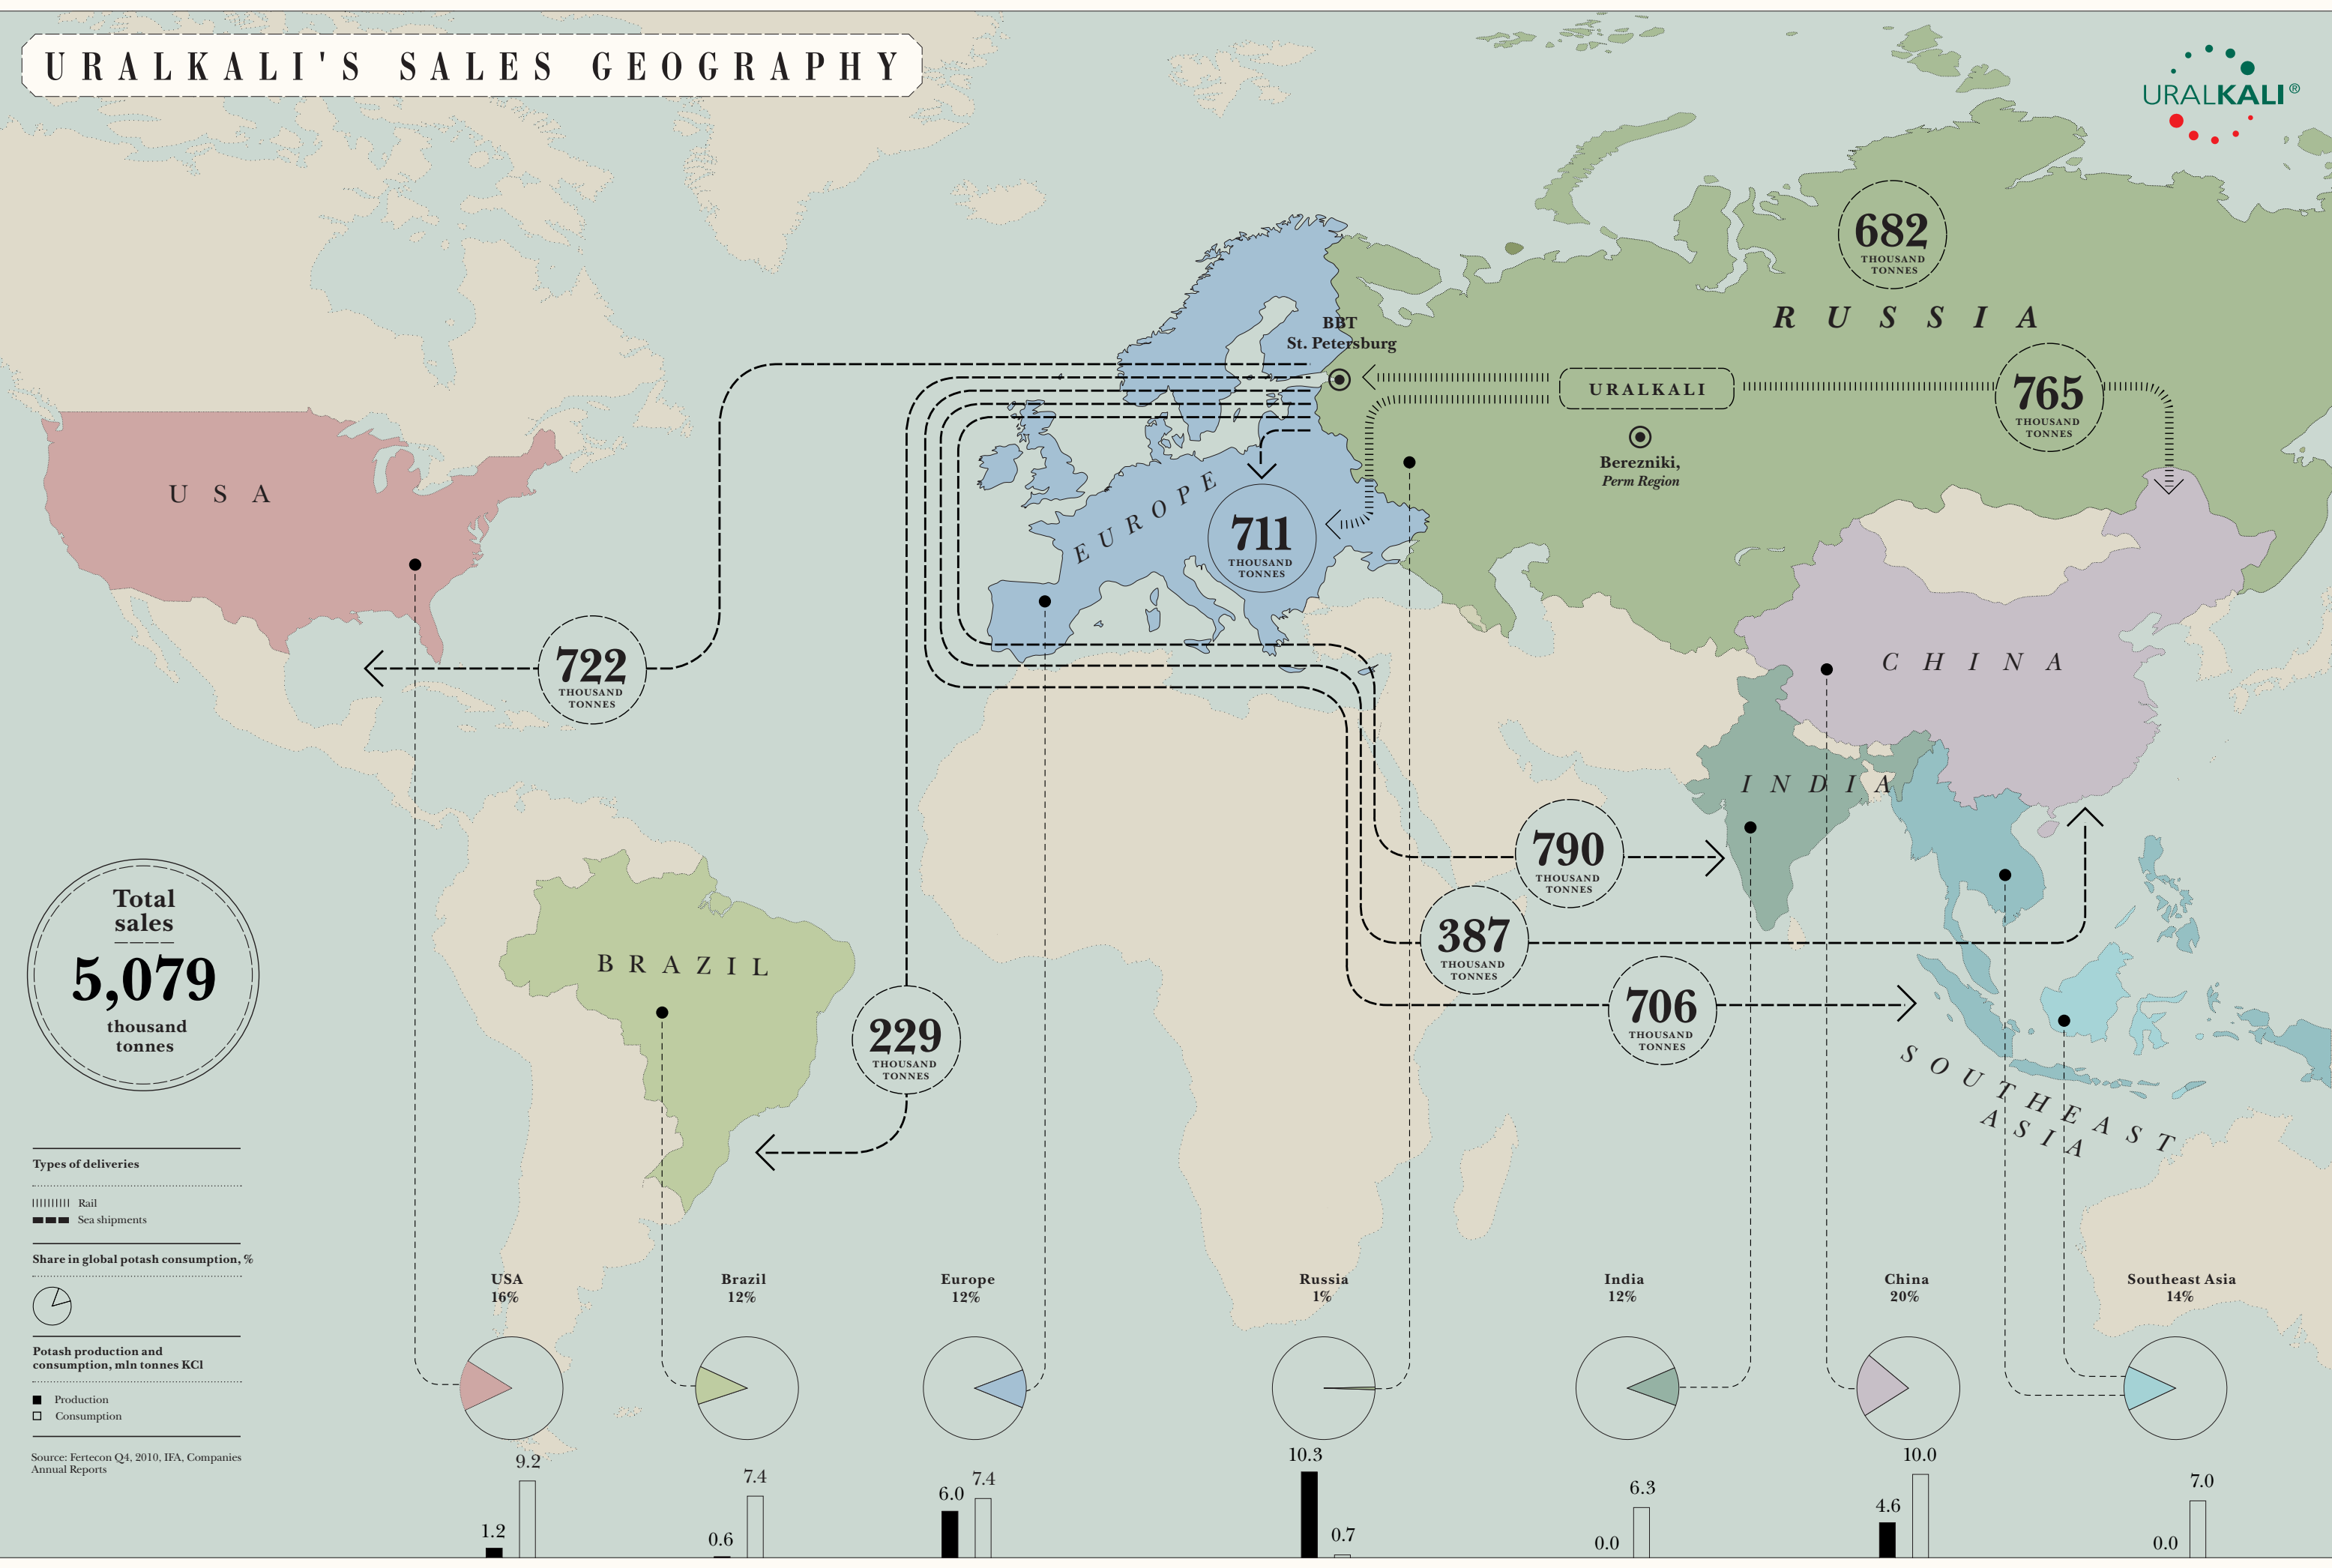 URALKALI'S SALES GEOGRAPHY
URALKALI®
682
THOUSAND
TONNES
RUSSIA
BBT
St. Petersburg
URALKALI
765
THOUSAND
TONNES
Berezniki,
Perm Region
USA
EUROPE
711
THOUSAND
TONNES
722
THOUSAND
TONNES
CHINA
INDIA
790
THOUSAND
TONNES
387
THOUSAND
TONNES
706
THOUSAND
TONNES
BRAZIL
229
THOUSAND
TONNES
SOUTHEAST
ASIA
Total
sales
5,079
thousand
tonnes
Types of deliveries
Rail
Sea shipments
Share in global potash consumption, %
Potash production and
consumption, mln tonnes KCl
Production
Consumption
Source: Fertecon Q4, 2010, IFA, Companies
Annual Reports
USA
16%
1.2
9.2
Brazil
12%
0.6
7.4
Europe
12%
6.0
7.4
Russia
1%
10.3
0.7
India
12%
0.0
6.3
China
20%
4.6
10.0
Southeast Asia
14%
0.0
7.0